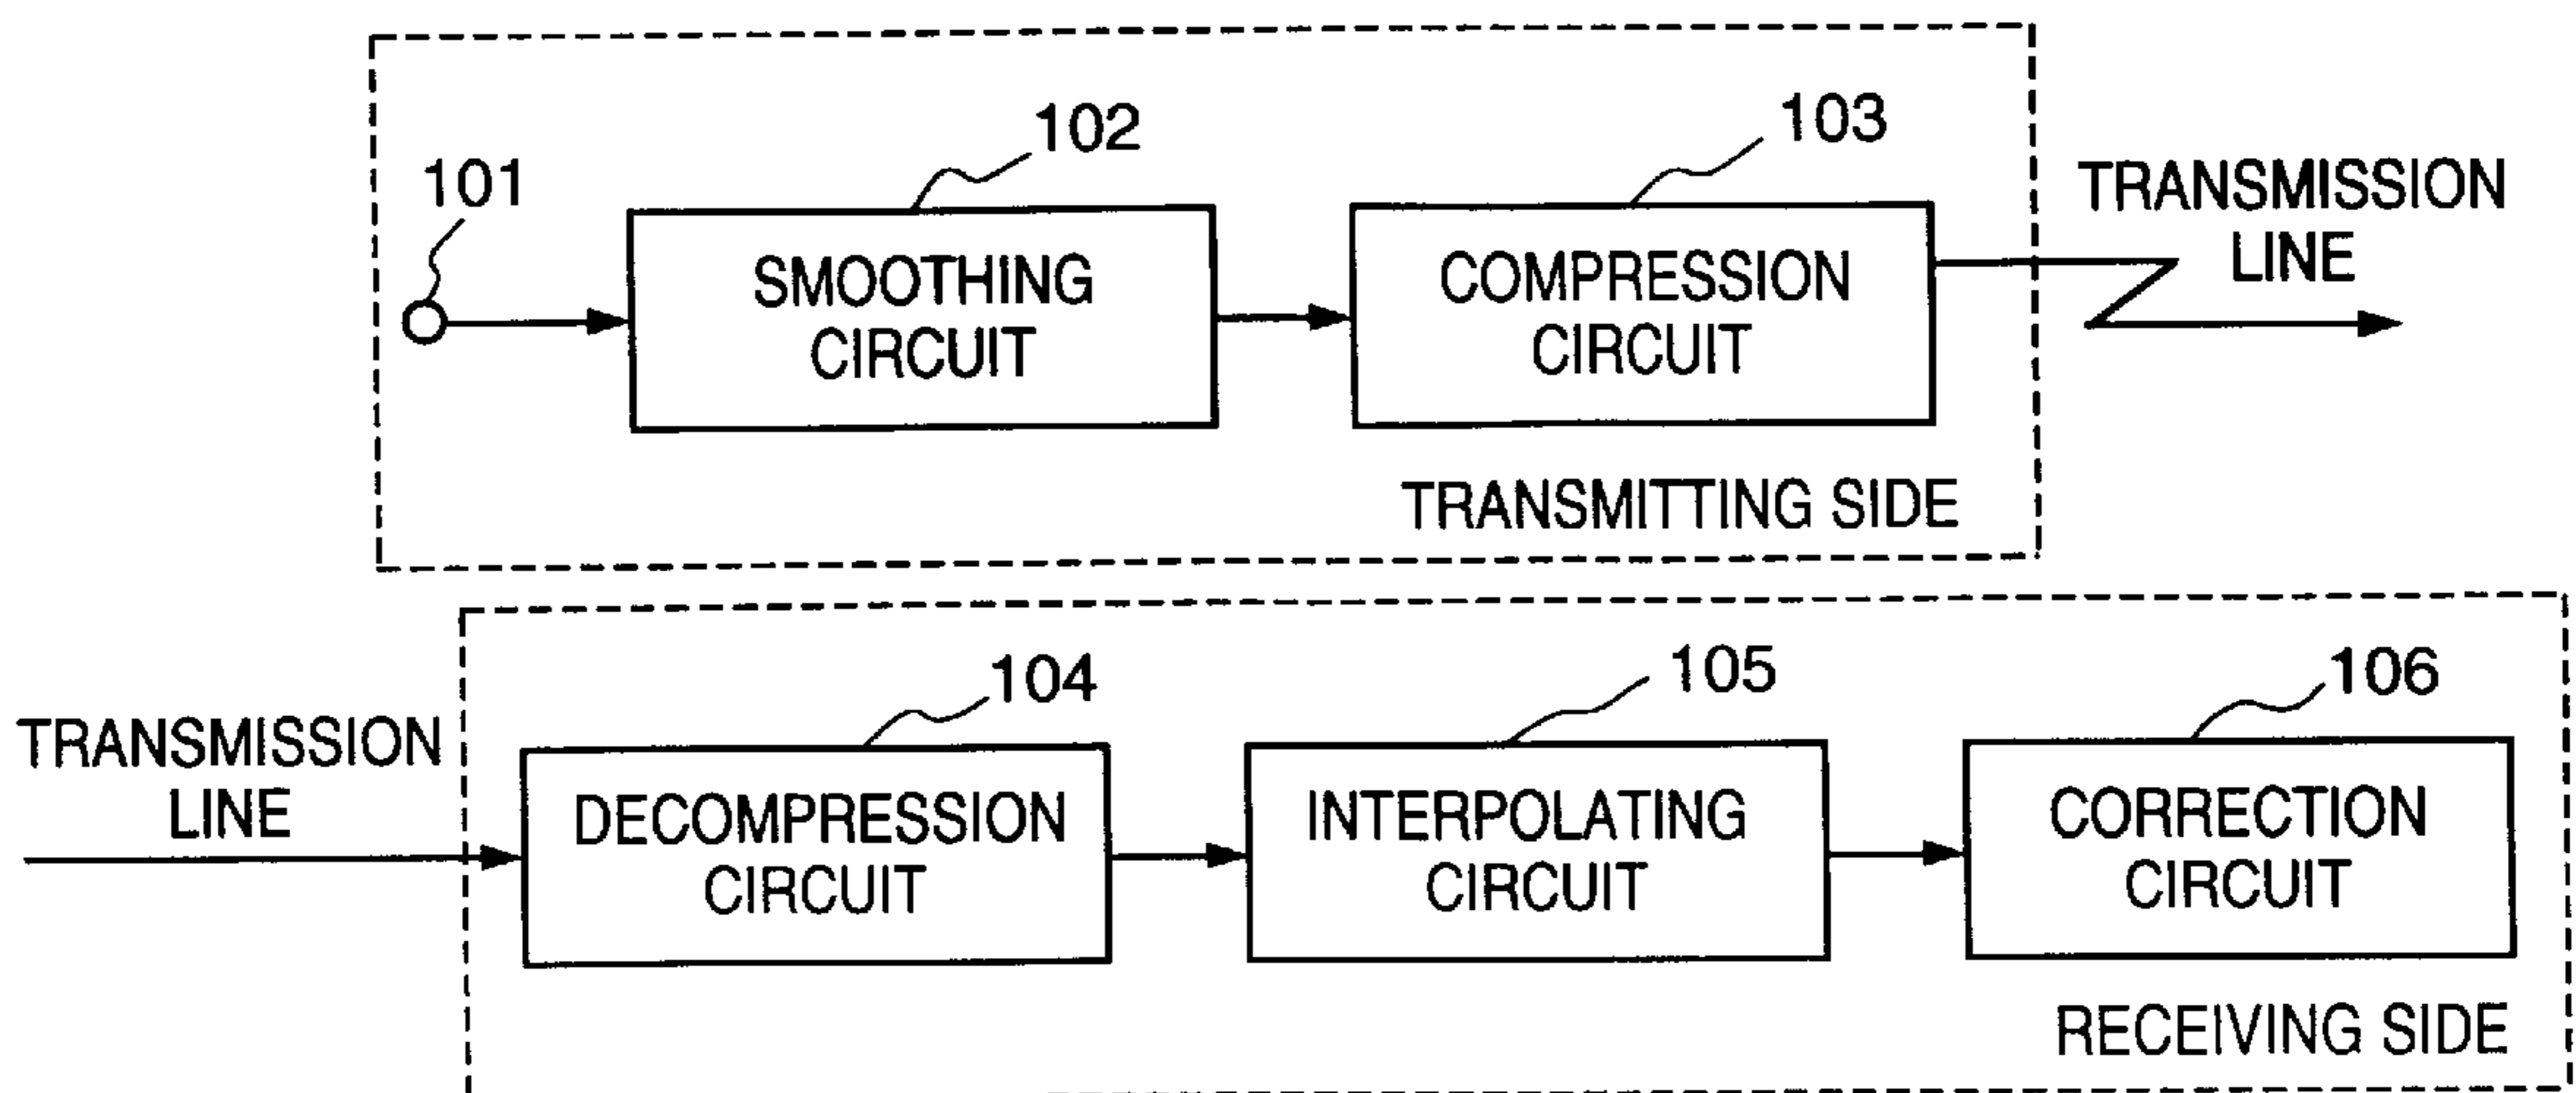 101
102
103
SMOOTHING
CIRCUIT
COMPRESSION
CIRCUIT
TRANSMISSION
LINE
TRANSMITTING SIDE
104
105
106
TRANSMISSION
LINE
DECOMPRESSION
CIRCUIT
INTERPOLATING
CIRCUIT
CORRECTION
CIRCUIT
RECEIVING SIDE